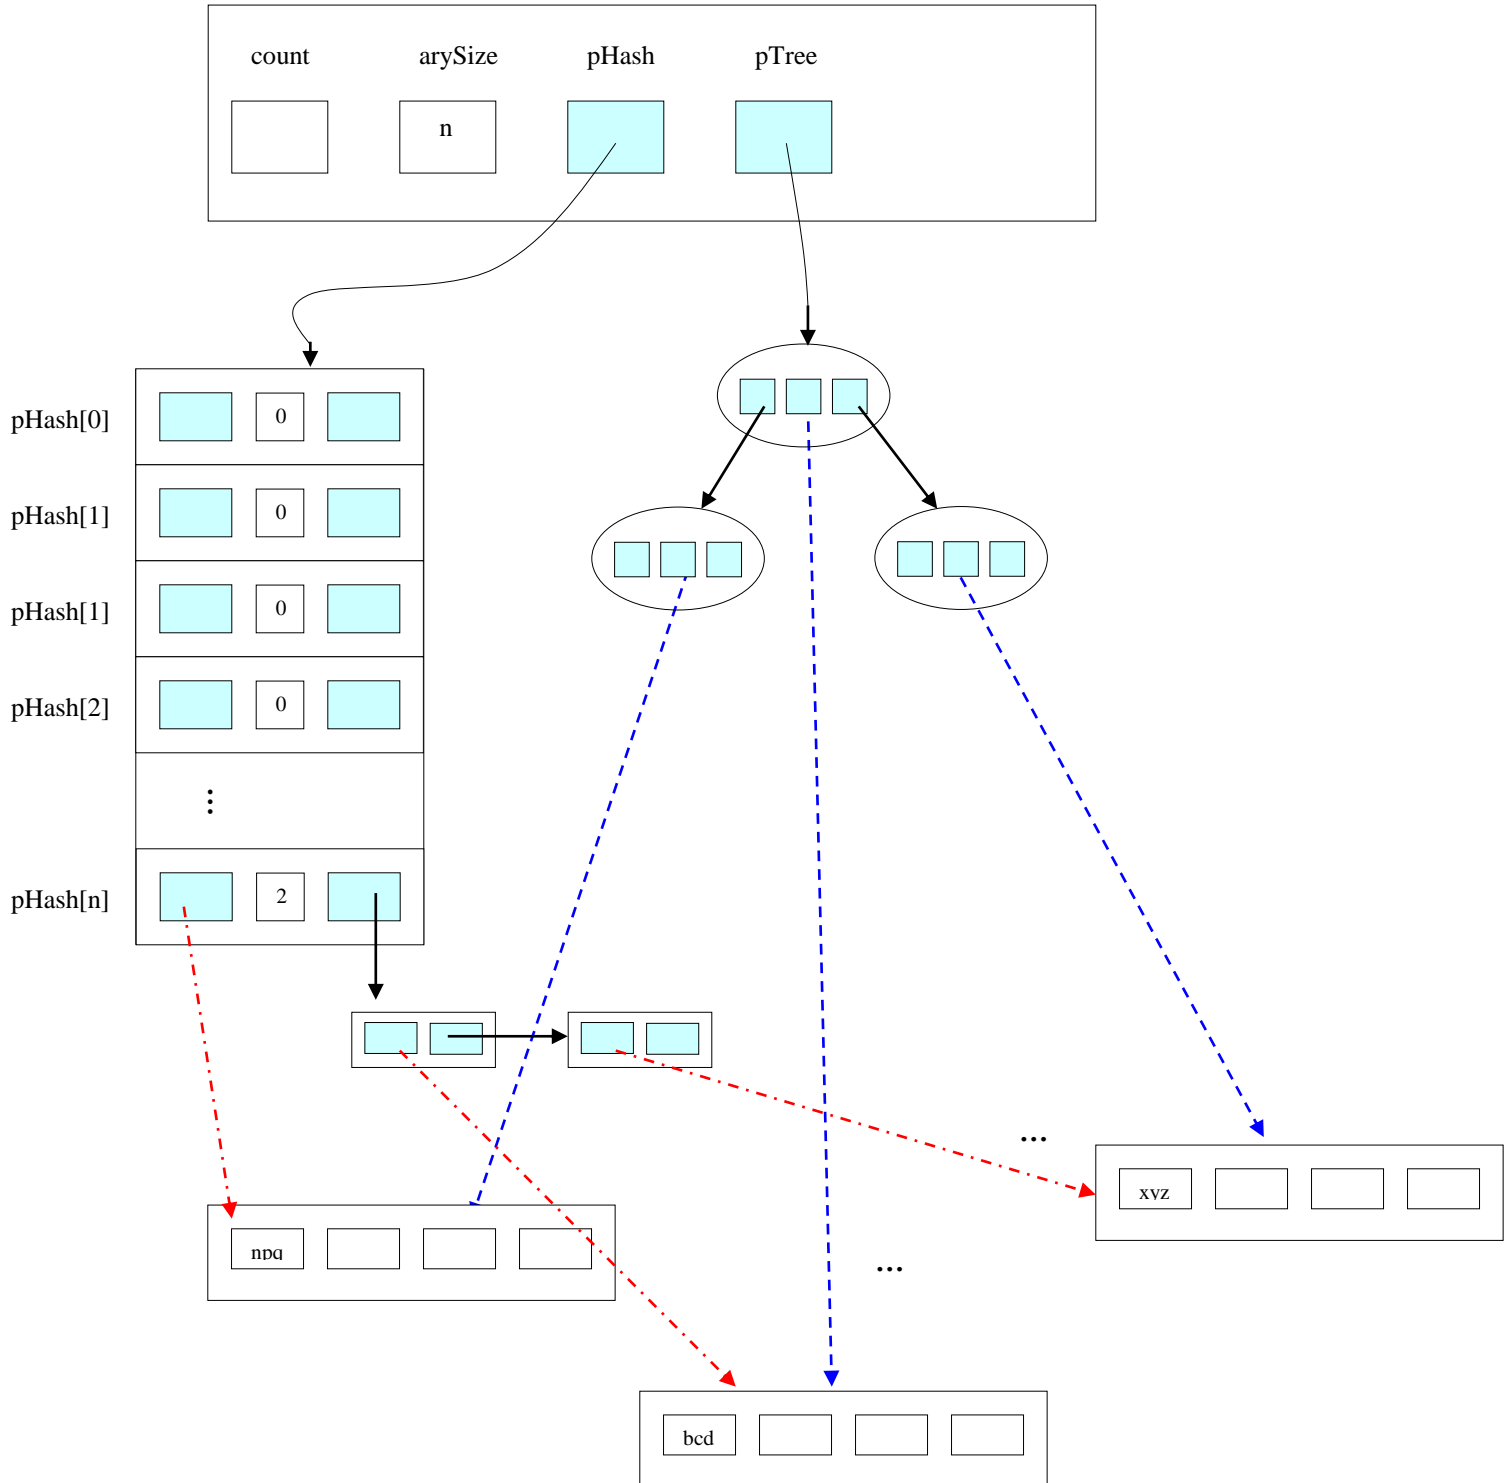 count arySize pHash pTree
n
pHash[0] 0
pHash[1] 0
pHash[1] 0
pHash[2] 0
⋮
pHash[n] 2
...
xyz
npq
...
bcd